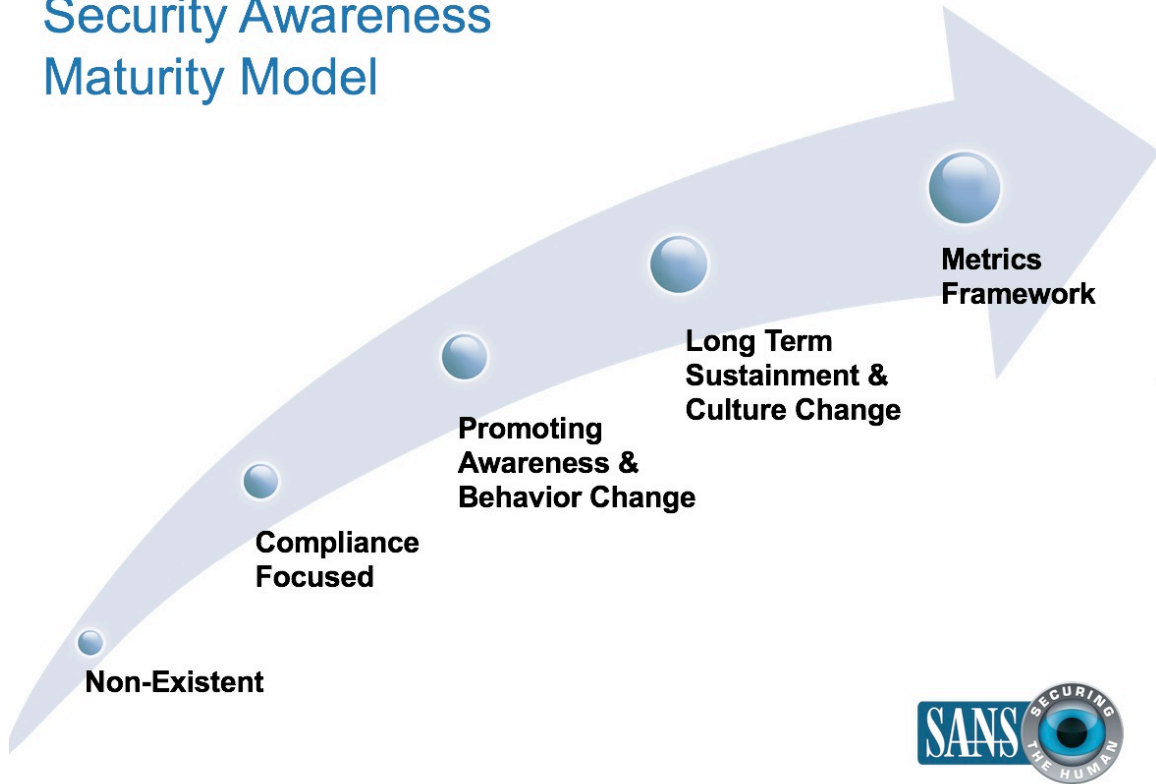 Security Awareness
Maturity Model
Metrics
Framework
Long Term
Sustainment &
Culture Change
Promoting
Awareness &
Behavior Change
Compliance
Focused
Non-Existent
SANS
SECURING
THE HUMAN